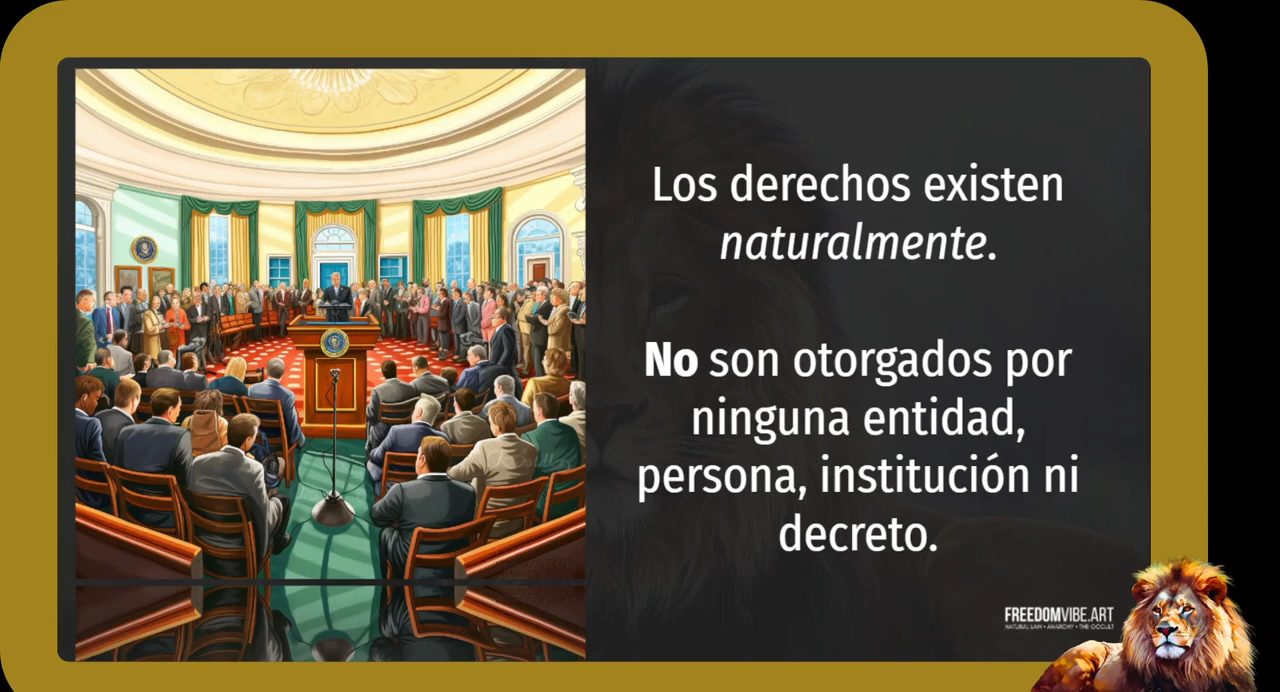 Los derechos existen
naturalmente.
No son otorgados por
ninguna entidad,
persona, institución ni
decreto.
FREEDOMVIBE.ART
NATURAL LAW • ANARCHY • THE OCCULT